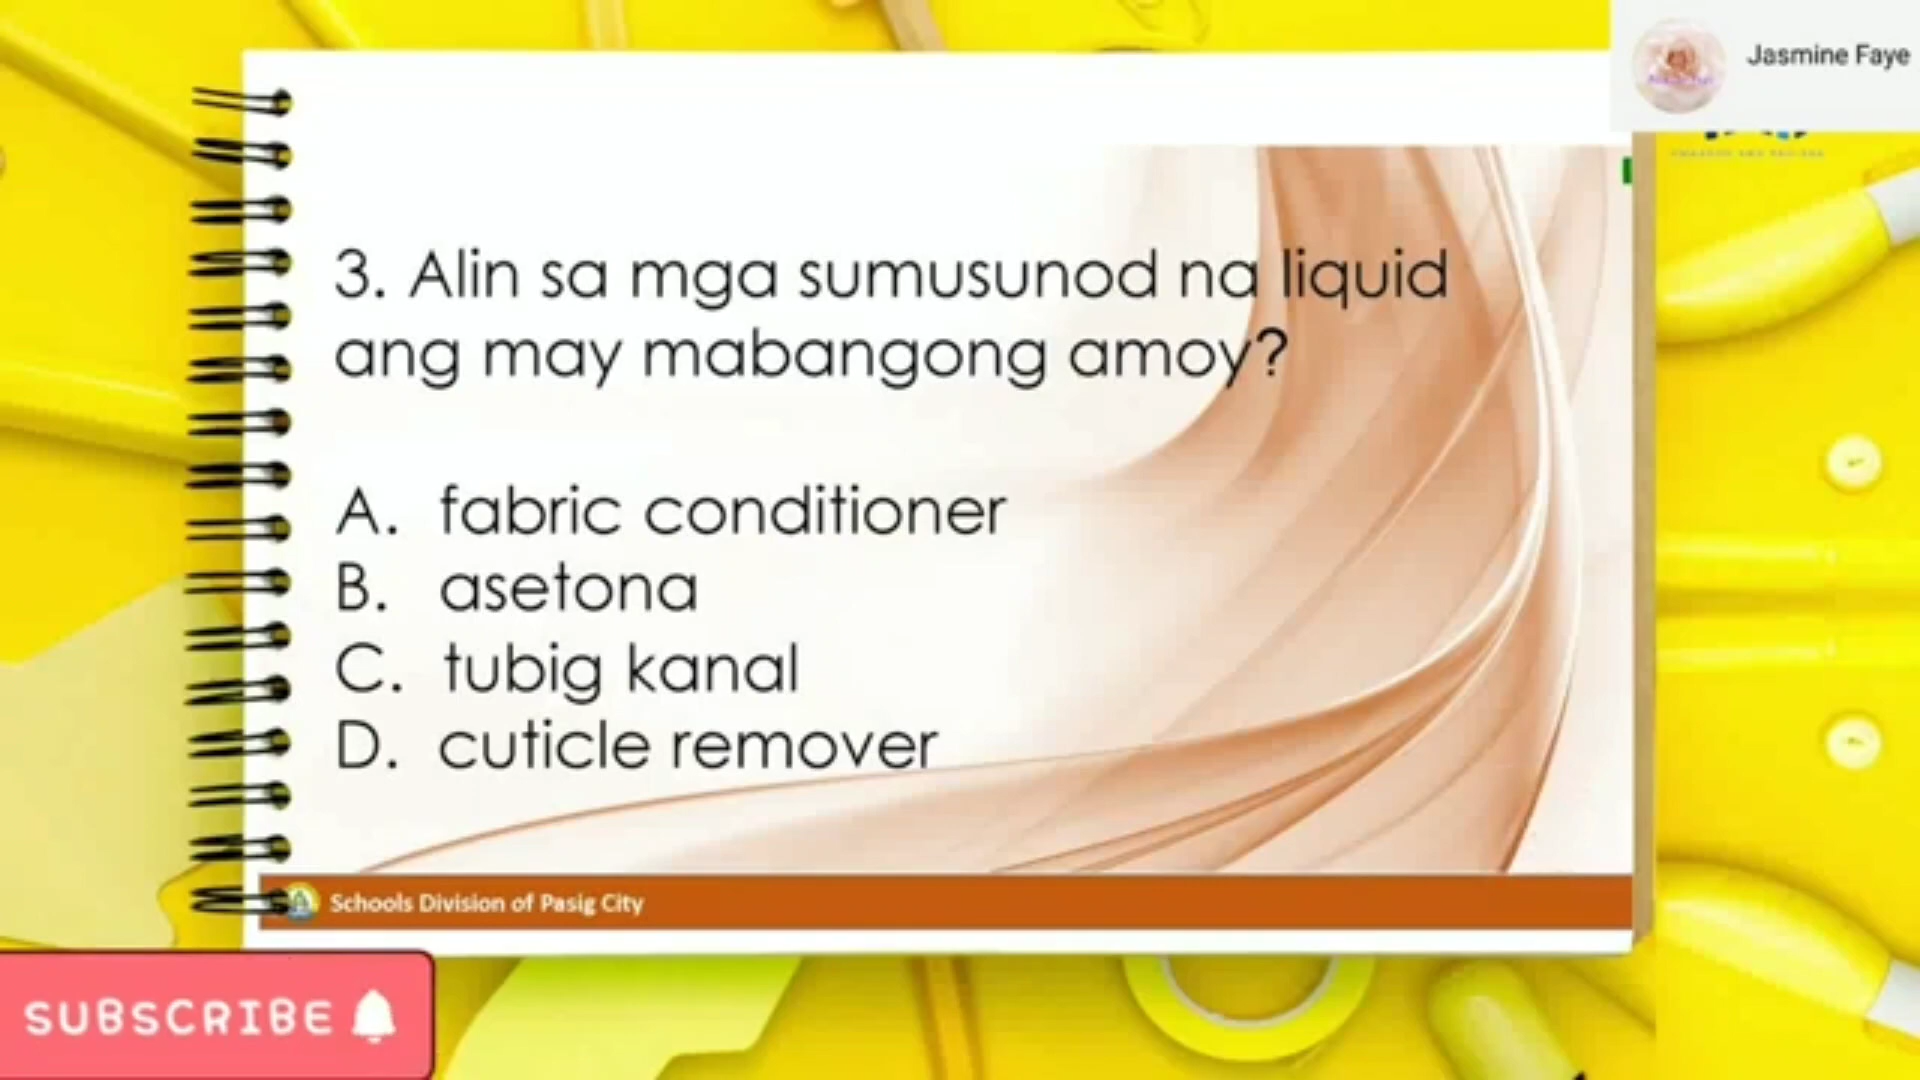 Jasmine Faye
3. Alin sa mga sumusunod na liquid
ang may mabangong amoy?
A. fabric conditioner
B. asetona
C. tubig kanal
D. cuticle remover
Schools Division of Pasig City
SUBSCRIBE